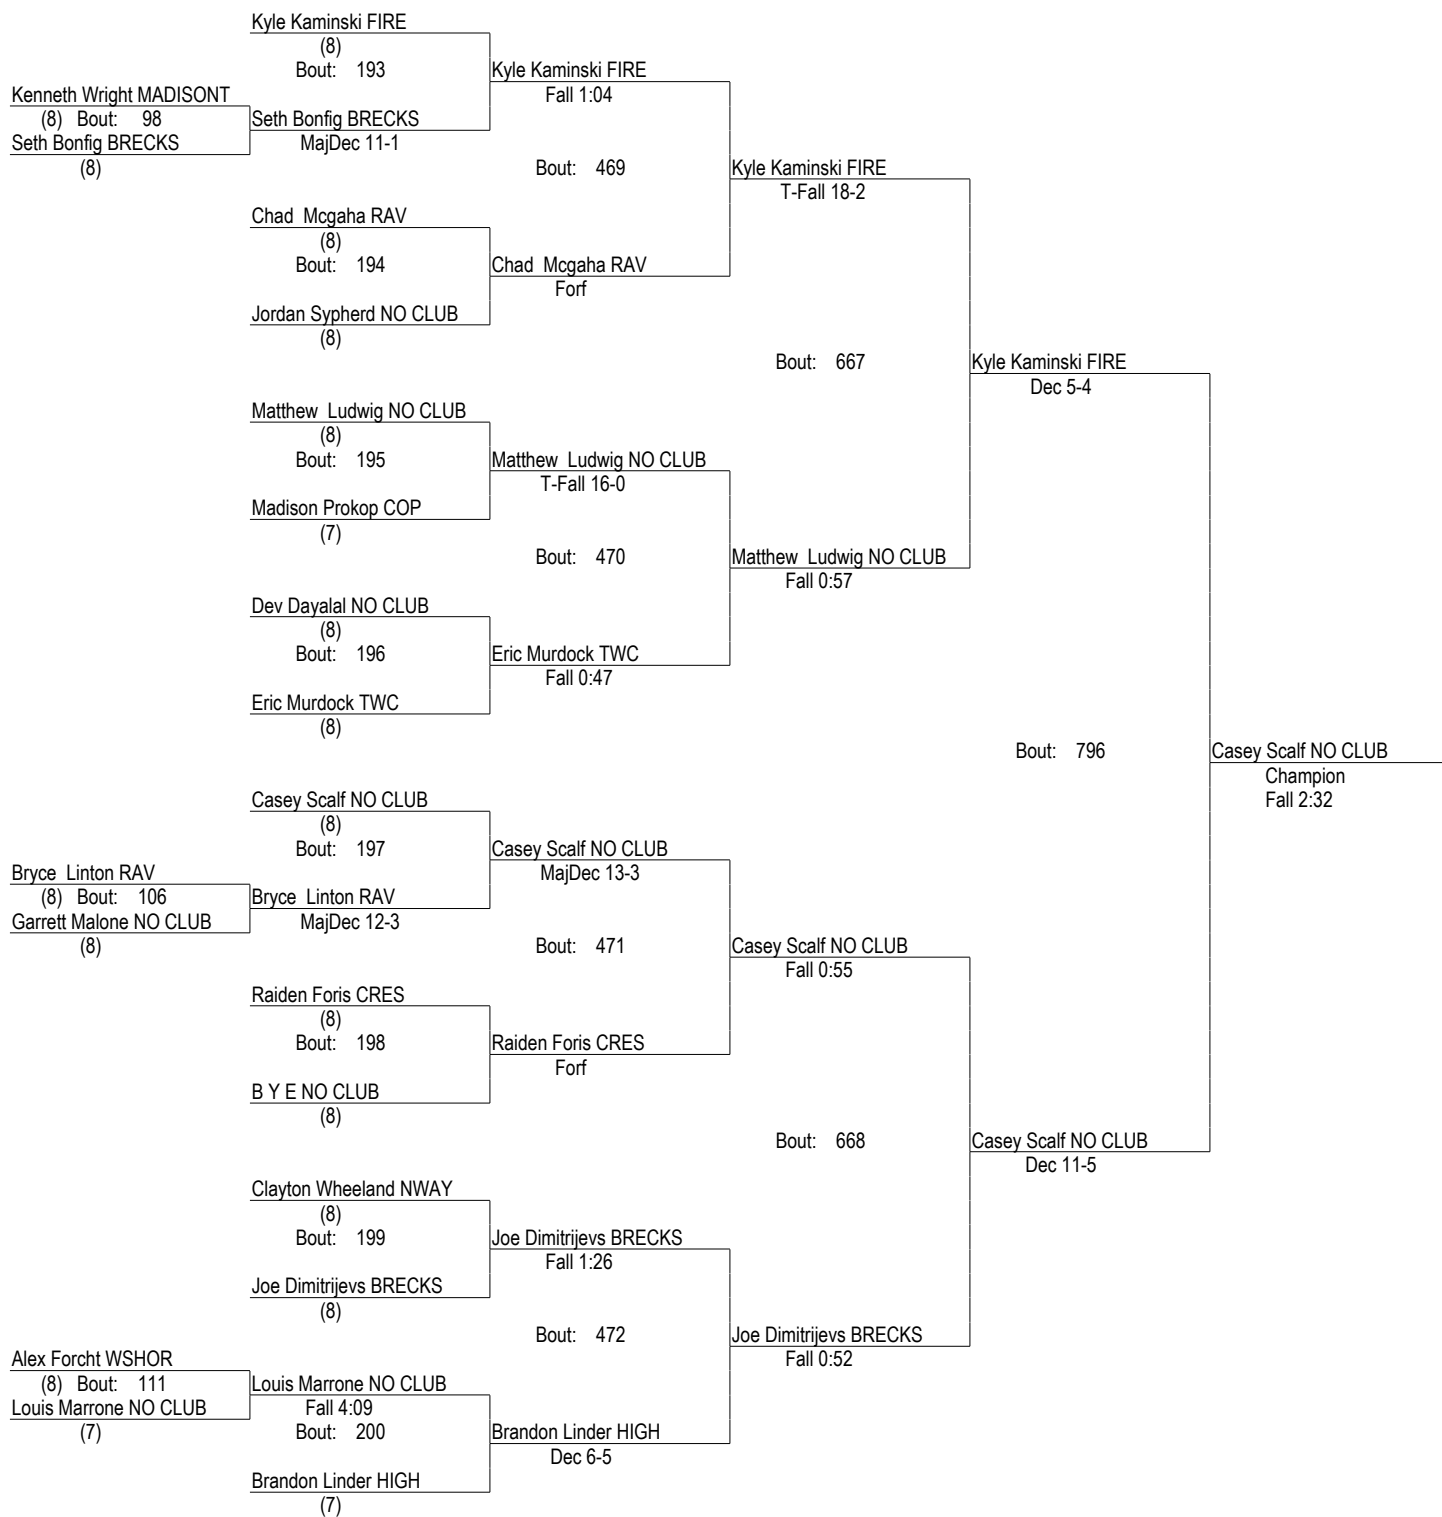 Kyle Kaminski FIRE
(8)
Bout: 193
Kyle Kaminski FIRE
Fall 1:04
Kenneth Wright MADISONT
(8) Bout: 98
Seth Bonfig BRECKS
(8)
Seth Bonfig BRECKS
MajDec 11-1
Bout: 469
Kyle Kaminski FIRE
T-Fall 18-2
Chad Mcgaha RAV
(8)
Bout: 194
Chad Mcgaha RAV
Forf
Jordan Sypherd NO CLUB
(8)
Bout: 667
Kyle Kaminski FIRE
Dec 5-4
Matthew Ludwig NO CLUB
(8)
Bout: 195
Matthew Ludwig NO CLUB
T-Fall 16-0
Madison Prokop COP
(7)
Bout: 470
Matthew Ludwig NO CLUB
Fall 0:57
Dev Dayalal NO CLUB
(8)
Bout: 196
Eric Murdock TWC
Fall 0:47
Eric Murdock TWC
(8)
Bout: 796
Casey Scalf NO CLUB
Champion
Fall 2:32
Casey Scalf NO CLUB
(8)
Bout: 197
Casey Scalf NO CLUB
MajDec 13-3
Bryce Linton RAV
(8) Bout: 106
Garrett Malone NO CLUB
(8)
Bryce Linton RAV
MajDec 12-3
Bout: 471
Casey Scalf NO CLUB
Fall 0:55
Raiden Foris CRES
(8)
Bout: 198
Raiden Foris CRES
Forf
B Y E NO CLUB
(8)
Bout: 668
Casey Scalf NO CLUB
Dec 11-5
Clayton Wheeland NWAY
(8)
Bout: 199
Joe Dimitrijevs BRECKS
Fall 1:26
Joe Dimitrijevs BRECKS
(8)
Bout: 472
Joe Dimitrijevs BRECKS
Fall 0:52
Alex Forcht WSHOR
(8) Bout: 111
Louis Marrone NO CLUB
(7)
Louis Marrone NO CLUB
Fall 4:09
Bout: 200
Brandon Linder HIGH
Dec 6-5
Brandon Linder HIGH
(7)